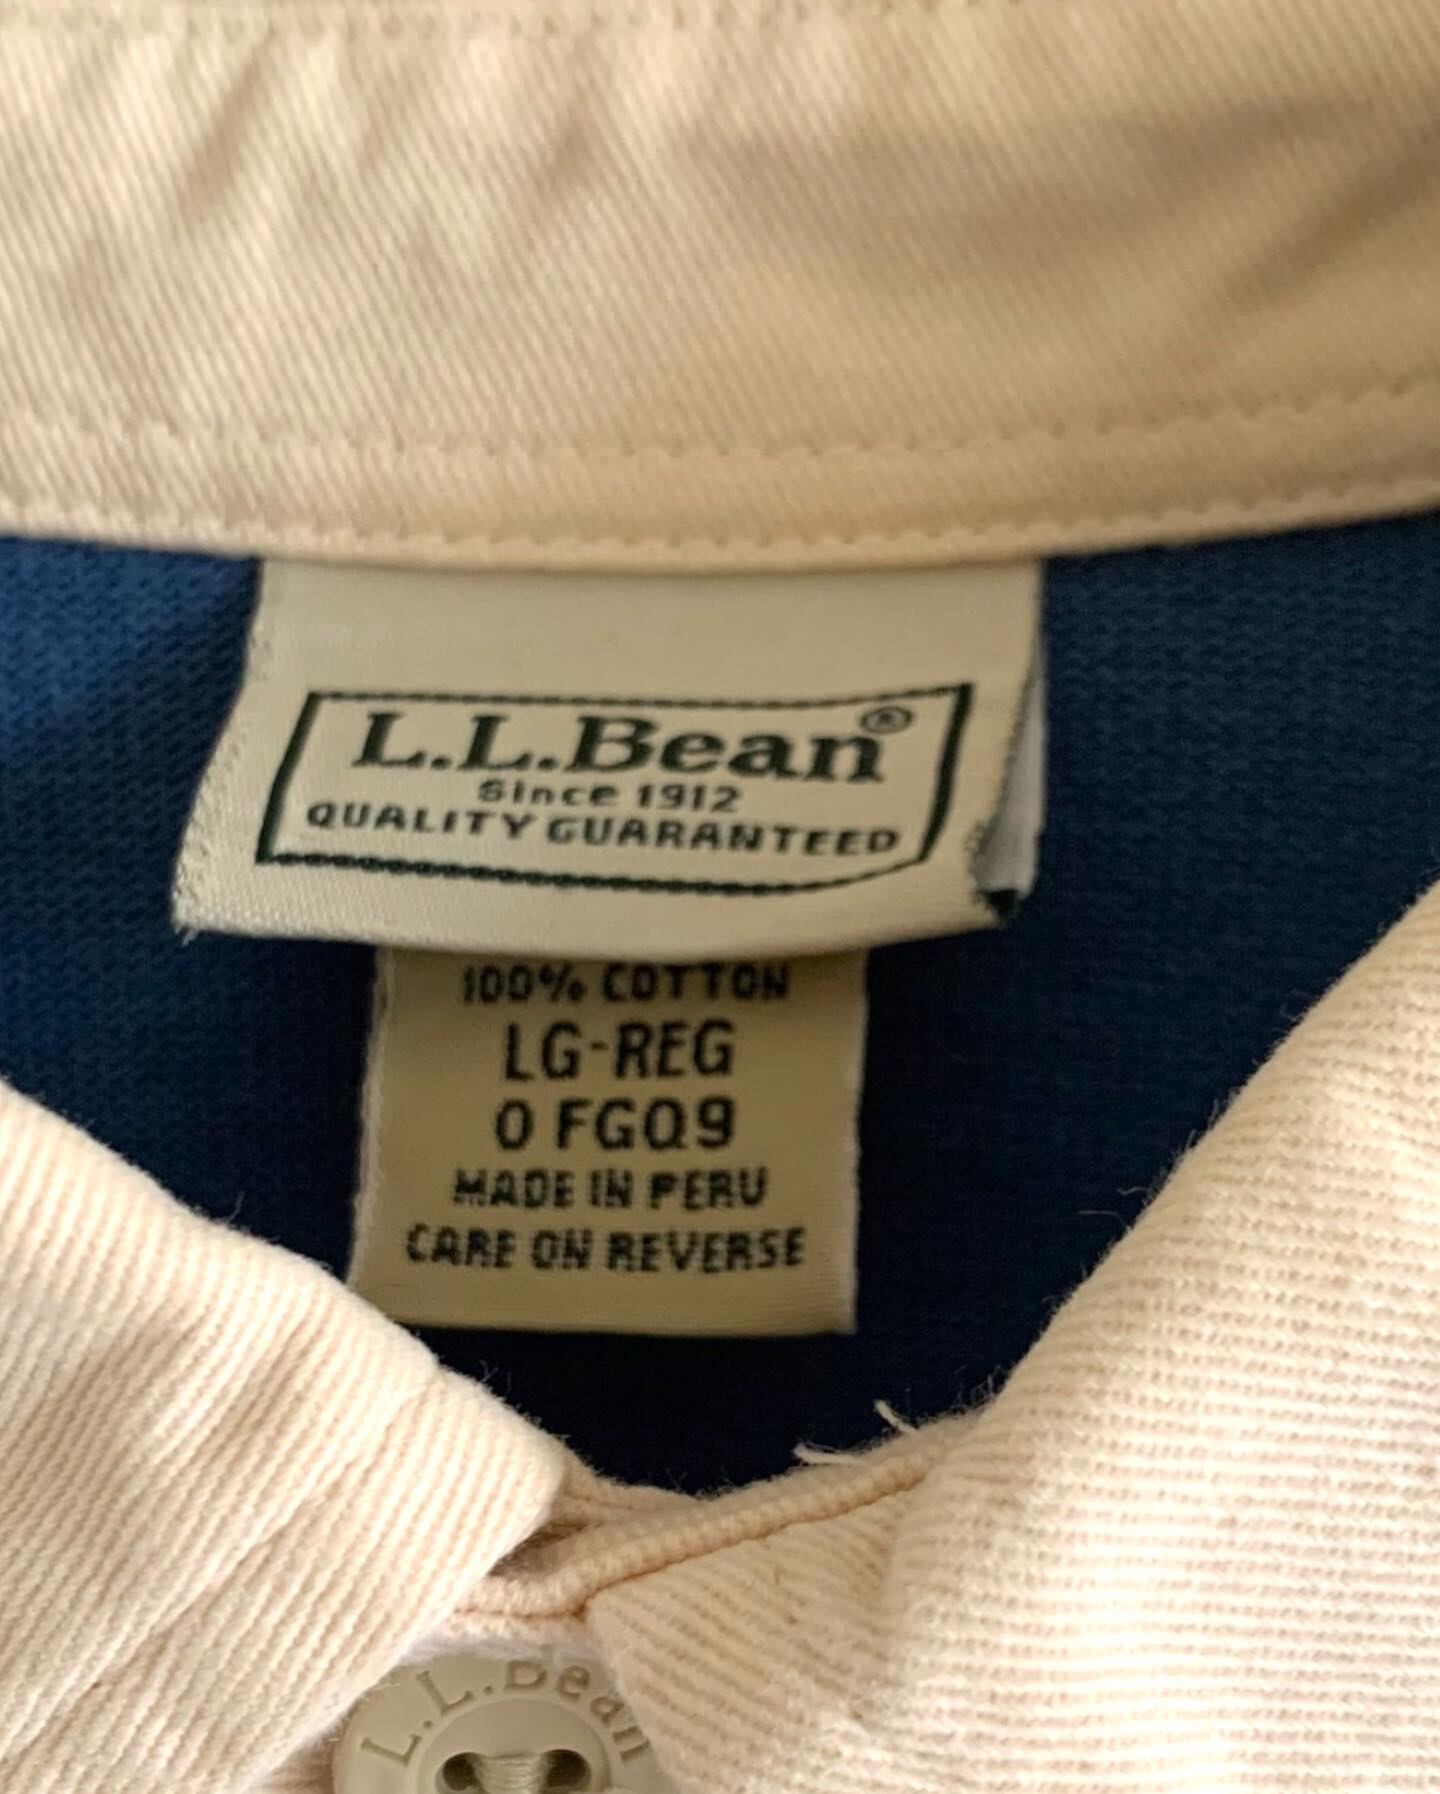 L.L.Bean®
Since 1912
QUALITY GUARANTEED
100% COTTON
LG-REG
0 FGQ9
MADE IN PERU
CARE ON REVERSE
L.L.Bean